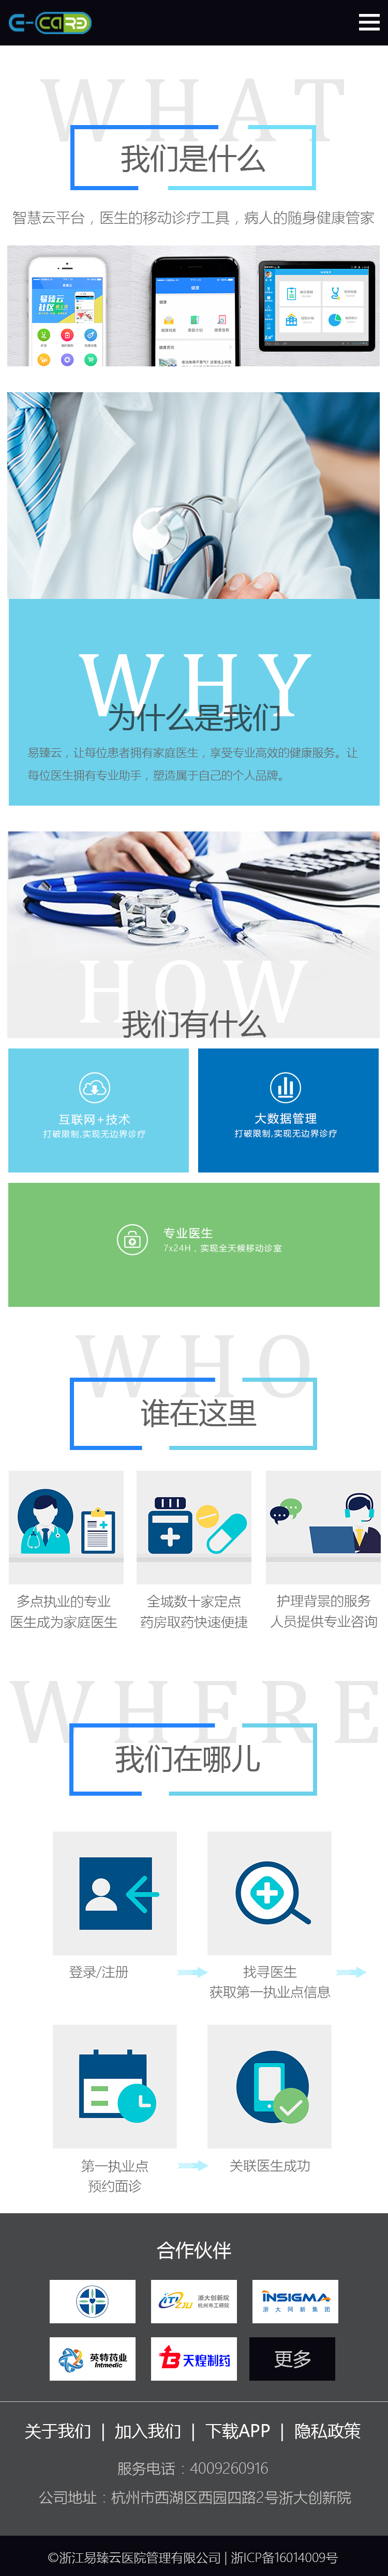 e-caRD
WHAT
我们是什么
智慧云平台，医生的移动诊疗工具，病人的随身健康管家
易臻云
社区
健康
WHY
为什么是我们
易臻云，让每位患者拥有家庭医生，享受专业高效的健康服务。让
每位医生拥有专业助手，塑造属于自己的个人品牌。
HOW
我们有什么
互联网+技术
打破限制,实现无边界诊疗
大数据管理
打破限制,实现无边界诊疗
专业医生
7x24H，实现全天候移动诊室
WHO
谁在这里
多点执业的专业
医生成为家庭医生
全城数十家定点
药房取药快速便捷
护理背景的服务
人员提供专业咨询
WHERE
我们在哪儿
登录/注册
找寻医生
获取第一执业点信息
第一执业点
预约面诊
关联医生成功
合作伙伴
ITI ZJU
浙大创新院
杭州市工研院
INSIGMA
浙大网新集团
英特药业
Intmedic
天煌制药
更多
关于我们 | 加入我们 | 下载APP | 隐私政策
服务电话：4009260916
公司地址：杭州市西湖区西园四路2号浙大创新院
©浙江易臻云医院管理有限公司 | 浙ICP备16014009号